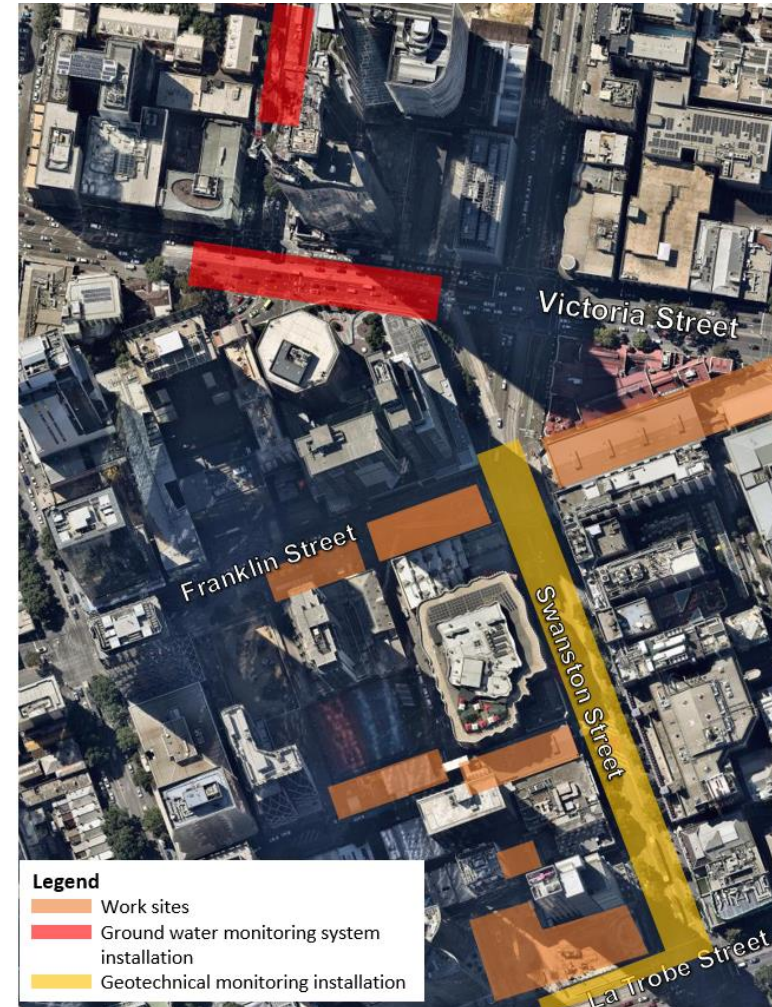 Victoria Street
Franklin Street
Swanston Street
La Trobe Street
Legend
Work sites
Ground water monitoring system
installation
Geotechnical monitoring installation